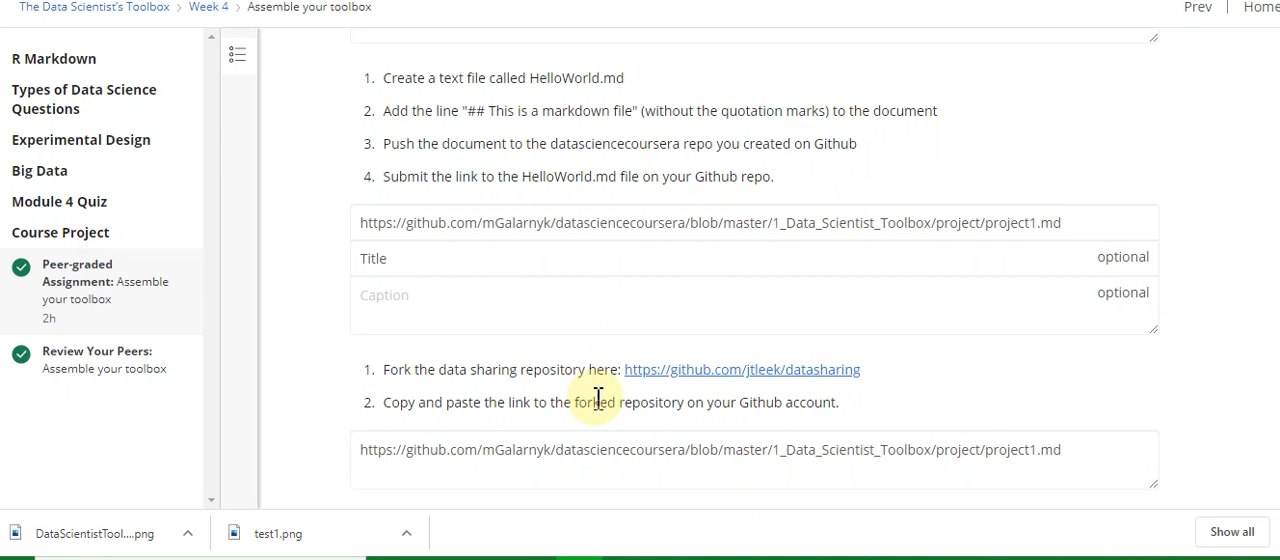 The Data Scientist's Toolbox > Week 4 > Assemble your toolbox
Prev | Home
R Markdown
Types of Data Science
Questions
Experimental Design
Big Data
Module 4 Quiz
Course Project
Peer-graded
Assignment: Assemble
your toolbox
2h
Review Your Peers:
Assemble your toolbox
1. Create a text file called HelloWorld.md
2. Add the line "## This is a markdown file" (without the quotation marks) to the document
3. Push the document to the datasciencecoursera repo you created on Github
4. Submit the link to the HelloWorld.md file on your Github repo.
https://github.com/mGalarnyk/datasciencecoursera/blob/master/1_Data_Scientist_Toolbox/project/project1.md
Title optional
Caption optional
1. Fork the data sharing repository here: https://github.com/jtleek/datasharing
2. Copy and paste the link to the forked repository on your Github account.
https://github.com/mGalarnyk/datasciencecoursera/blob/master/1_Data_Scientist_Toolbox/project/project1.md
DataScientistTool....png
test1.png
Show all